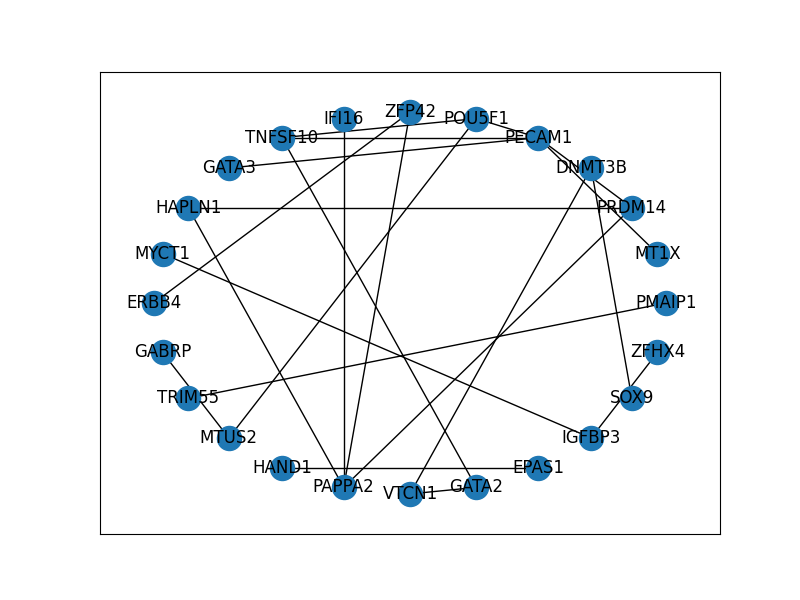 ZFP42
IFI16
POU5F1
TNFSF10
PECAM1
GATA3
DNMT3B
HAPLN1
PRDM14
MYCT1
MT1X
ERBB4
PMAIP1
GABRP
ZFHX4
TRIM55
SOX9
MTUS2
IGFBP3
HAND1
EPAS1
PAPPA2
GATA2
VTCN1